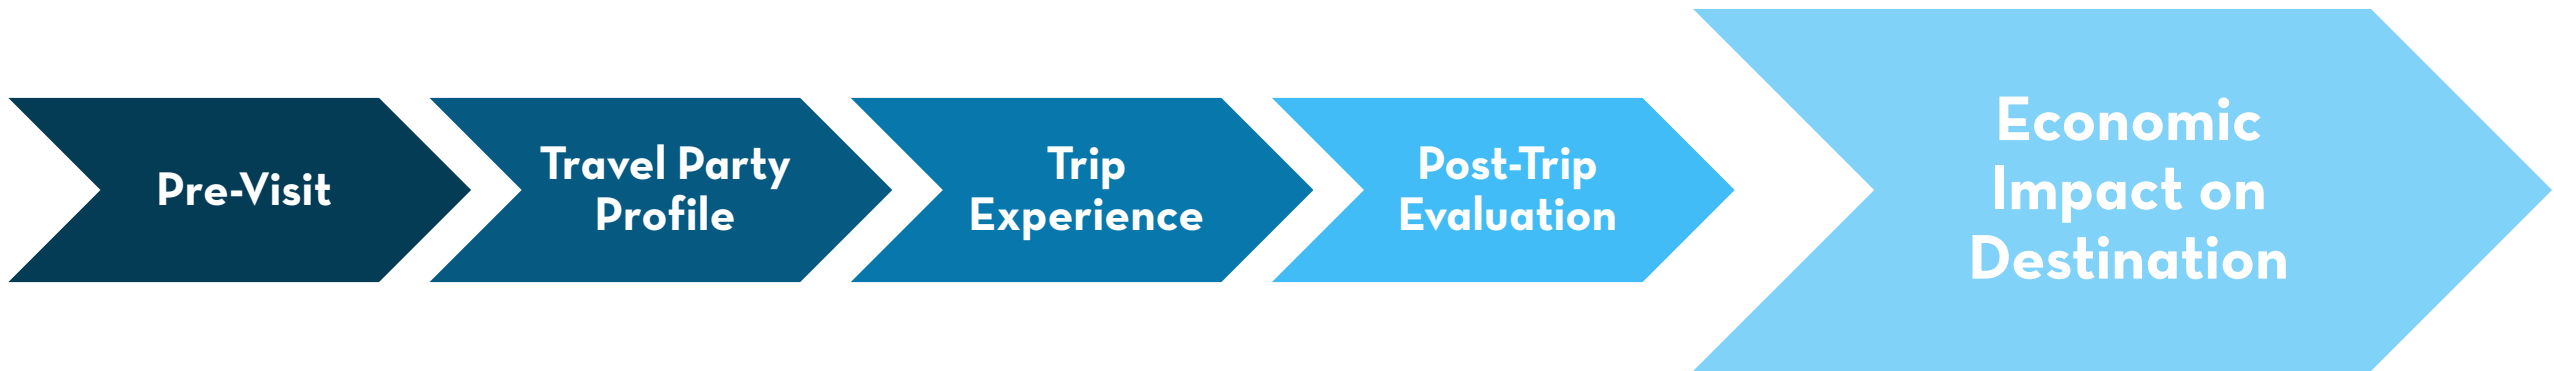 Pre-Visit
Travel Party
Profile
Trip
Experience
Post-Trip
Evaluation
Economic
Impact on
Destination